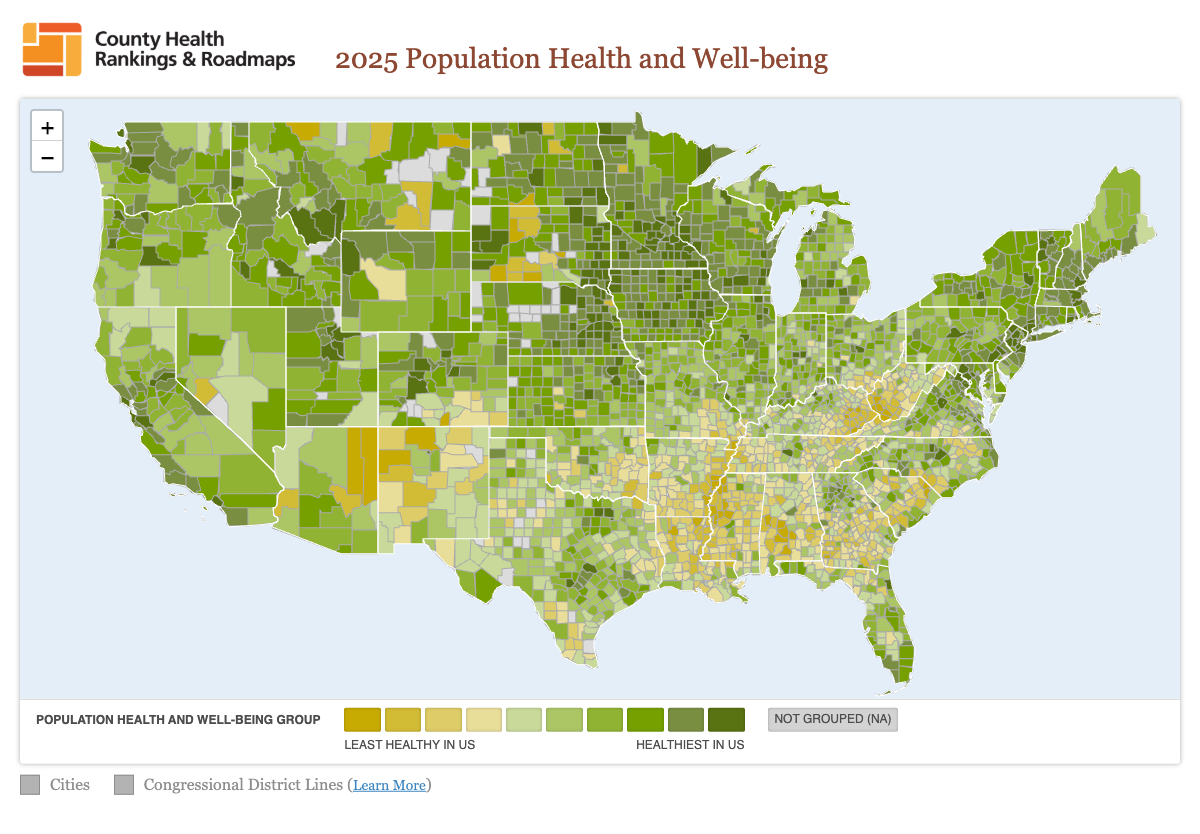 County Health
Rankings & Roadmaps
2025 Population Health and Well-being
+
−
POPULATION HEALTH AND WELL-BEING GROUP
NOT GROUPED (NA)
LEAST HEALTHY IN US
HEALTHIEST IN US
Cities
Congressional District Lines (Learn More)